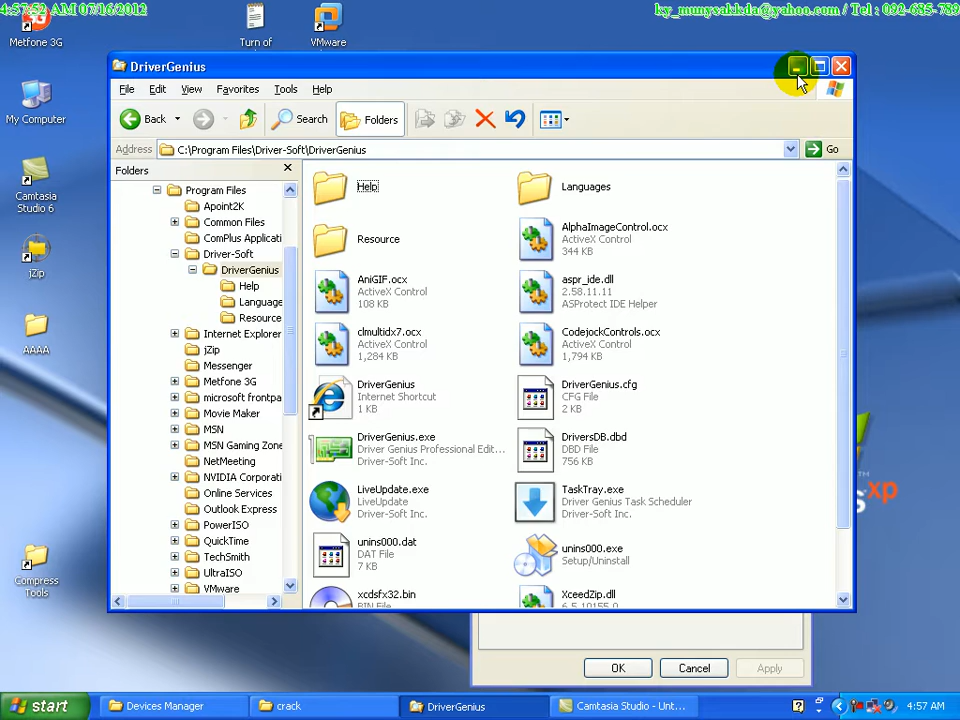 4:57:52 AM 07/16/2012
ky_munysakkda@yahoo.com / Tel : 092-685-789
Metfone 3G
Turn of
VMware
My Computer
Camtasia
Studio 6
jZip
AAAA
Compress
Tools
DriverGenius
File Edit View Favorites Tools Help
Back Search Folders
Address C:\Program Files\Driver-Soft\DriverGenius Go
Folders
Program Files
Apoint2K
Common Files
ComPlus Applicati
Driver-Soft
DriverGenius
Help
Language
Resource
Internet Explorer
jZip
Messenger
Metfone 3G
microsoft frontpa
Movie Maker
MSN
MSN Gaming Zone
NetMeeting
NVIDIA Corporati
Online Services
Outlook Express
PowerISO
QuickTime
TechSmith
UltraISO
VMware
Help
Languages
Resource
AlphaImageControl.ocx
ActiveX Control
344 KB
AniGIF.ocx
ActiveX Control
108 KB
aspr_ide.dll
2.58.11.11
ASProtect IDE Helper
clmultidx7.ocx
ActiveX Control
1,284 KB
CodejockControls.ocx
ActiveX Control
1,794 KB
DriverGenius
Internet Shortcut
1 KB
DriverGenius.cfg
CFG File
2 KB
DriverGenius.exe
Driver Genius Professional Edit...
Driver-Soft Inc.
DriversDB.dbd
DBD File
756 KB
LiveUpdate.exe
LiveUpdate
Driver-Soft Inc.
TaskTray.exe
Driver Genius Task Scheduler
Driver-Soft Inc.
unins000.dat
DAT File
7 KB
unins000.exe
Setup/Uninstall
xcdsfx32.bin
BIN File
XceedZip.dll
6.5.10155.0
xp
OK Cancel Apply
start Devices Manager crack DriverGenius Camtasia Studio - Unt... 4:57 AM